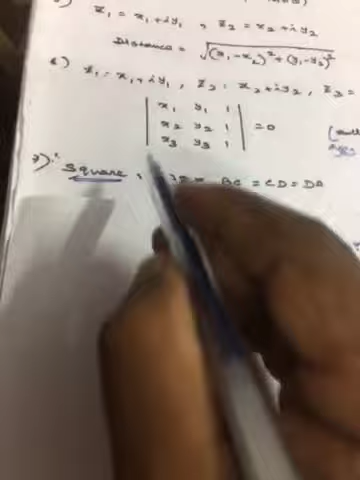 z₁ = x₁ + iy₁ , z₂ = x₂ + iy₂
Distance = √(x₁-x₂)² + (y₁-y₂)²
6) z₁ = x₁ + iy₁ , z₂ = x₂ + iy₂ , z₃ =
| x₁ y₁ 1 |
| x₂ y₂ 1 | = 0
| x₃ y₃ 1 |
7) Square , BC = CD = DA